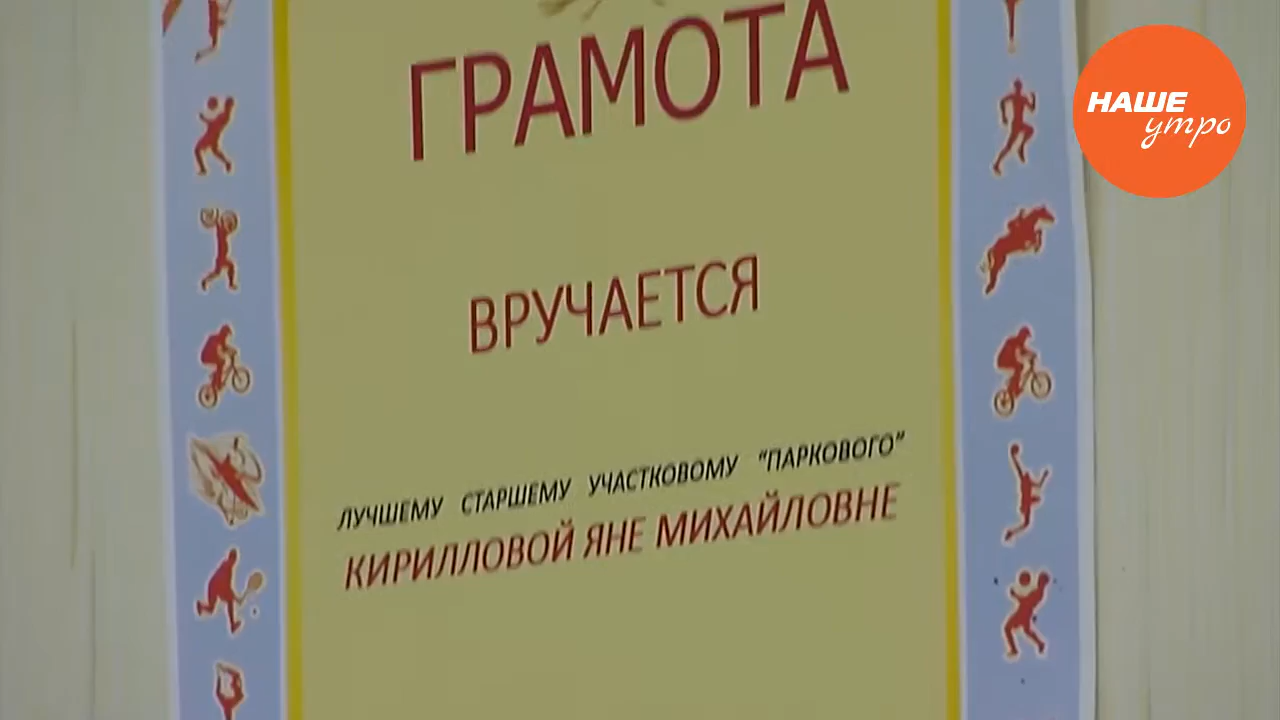 ГРАМОТА
НАШЕ
утро
ВРУЧАЕТСЯ
ЛУЧШЕМУ СТАРШЕМУ УЧАСТКОВОМУ "ПАРКОВОГО"
КИРИЛЛОВОЙ ЯНЕ МИХАЙЛОВНЕ